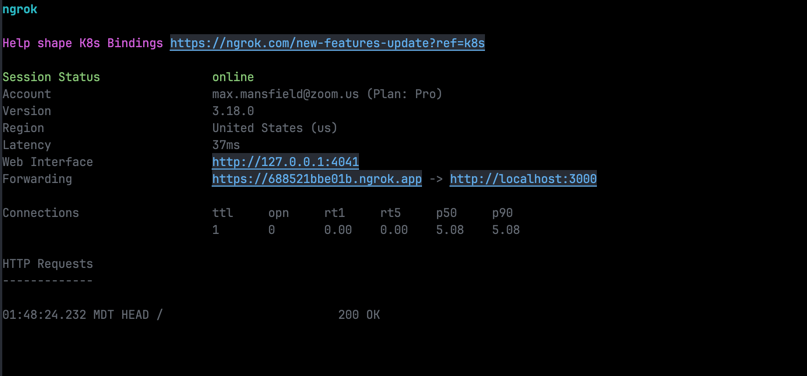 ngrok
Help shape K8s Bindings https://ngrok.com/new-features-update?ref=k8s
Session Status online
Account max.mansfield@zoom.us (Plan: Pro)
Version 3.18.0
Region United States (us)
Latency 37ms
Web Interface http://127.0.0.1:4041
Forwarding https://688521bbe01b.ngrok.app -> http://localhost:3000
Connections ttl opn rt1 rt5 p50 p90
1 0 0.00 0.00 5.08 5.08
HTTP Requests
-------------
01:48:24.232 MDT HEAD / 200 OK